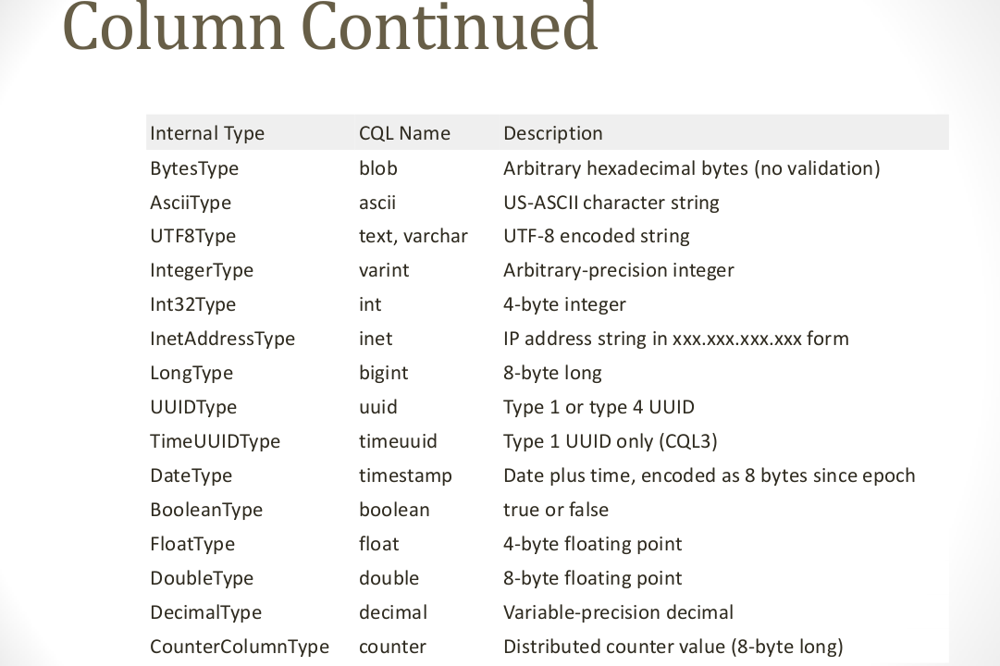 Column Continued
Internal Type CQL Name Description
BytesType blob Arbitrary hexadecimal bytes (no validation)
AsciiType ascii US-ASCII character string
UTF8Type text, varchar UTF-8 encoded string
IntegerType varint Arbitrary-precision integer
Int32Type int 4-byte integer
InetAddressType inet IP address string in xxx.xxx.xxx.xxx form
LongType bigint 8-byte long
UUIDType uuid Type 1 or type 4 UUID
TimeUUIDType timeuuid Type 1 UUID only (CQL3)
DateType timestamp Date plus time, encoded as 8 bytes since epoch
BooleanType boolean true or false
FloatType float 4-byte floating point
DoubleType double 8-byte floating point
DecimalType decimal Variable-precision decimal
CounterColumnType counter Distributed counter value (8-byte long)